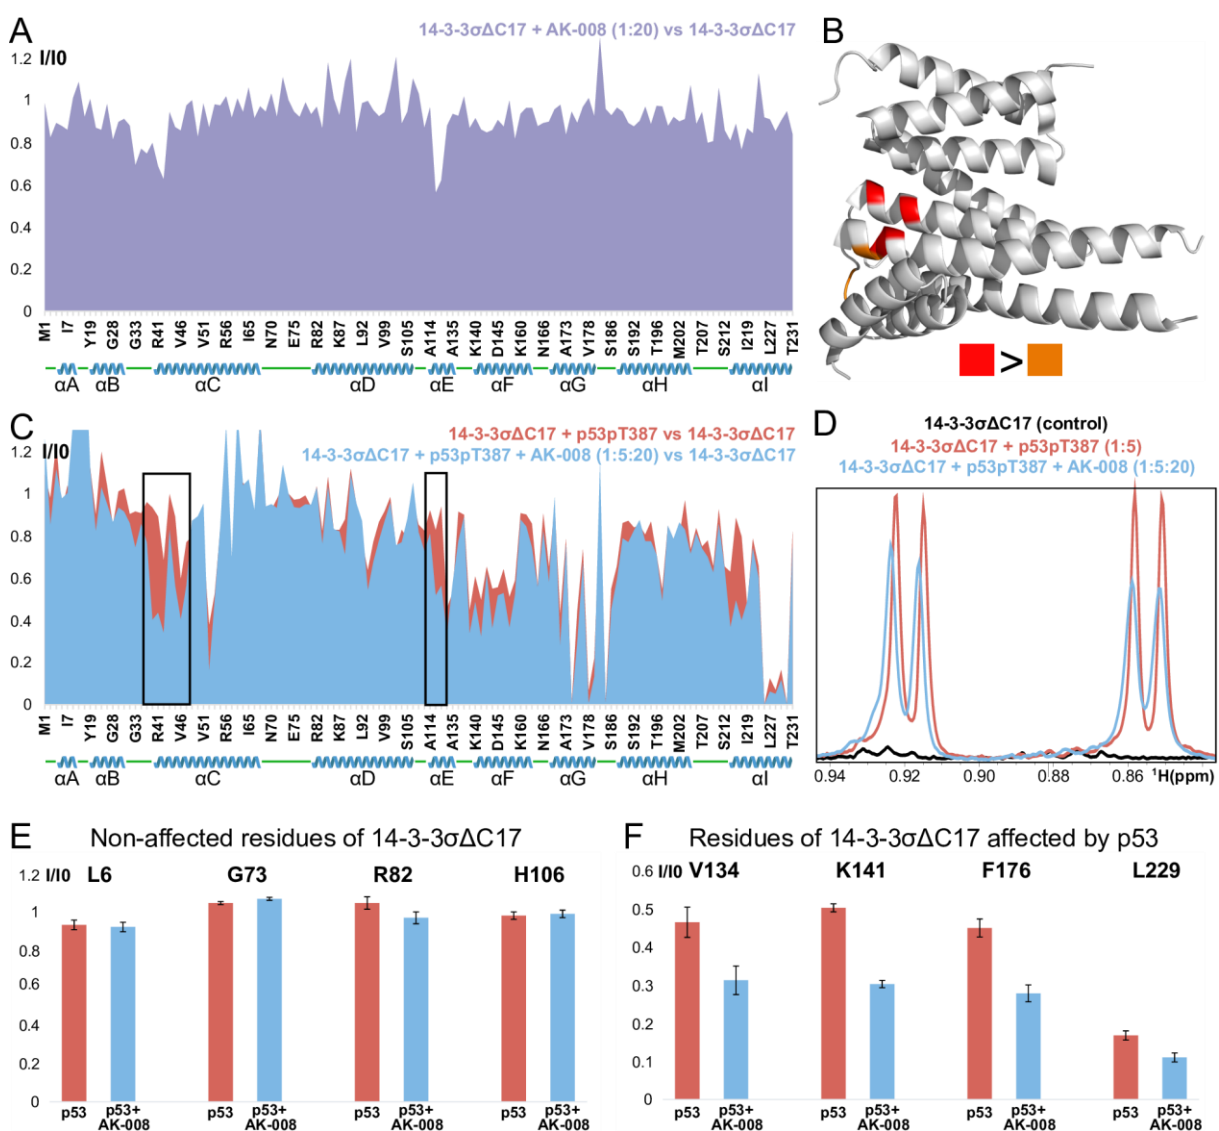 A
14-3-3σΔC17 + AK-008 (1:20) vs 14-3-3σΔC17
I/I0
1.2
1
0.8
0.6
0.4
0.2
0
M1 I7 Y19 G28 G33 R41 V46 V51 R56 I65 N70 E75 R82 K87 L92 V99 S105 A114 A135 K140 D145 K160 N166 A173 V178 S186 S192 T196 M202 T207 S212 I219 L227 T231
αA αB αC αD αE αF αG αH αI
B
>
C
14-3-3σΔC17 + p53pT387 vs 14-3-3σΔC17
14-3-3σΔC17 + p53pT387 + AK-008 (1:5:20) vs 14-3-3σΔC17
I/I0
1.2
1
0.8
0.6
0.4
0.2
0
M1 I7 Y19 G28 G33 R41 V46 V51 R56 I65 N70 E75 R82 K87 L92 V99 S105 A114 A135 K140 D145 K160 N166 A173 V178 S186 S192 T196 M202 T207 S212 I219 L227 T231
αA αB αC αD αE αF αG αH αI
D
14-3-3σΔC17 (control)
14-3-3σΔC17 + p53pT387 (1:5)
14-3-3σΔC17 + p53pT387 + AK-008 (1:5:20)
0.94 0.92 0.90 0.88 0.86 ¹H(ppm)
E
Non-affected residues of 14-3-3σΔC17
I/I0 L6 G73 R82 H106
1.2
1
0.8
0.6
0.4
0.2
0
p53 p53+ p53 p53+ p53 p53+ p53 p53+
AK-008 AK-008 AK-008 AK-008
F
Residues of 14-3-3σΔC17 affected by p53
I/I0 V134 K141 F176 L229
0.6
0.5
0.4
0.3
0.2
0.1
0
p53 p53+ p53 p53+ p53 p53+ p53 p53+
AK-008 AK-008 AK-008 AK-008